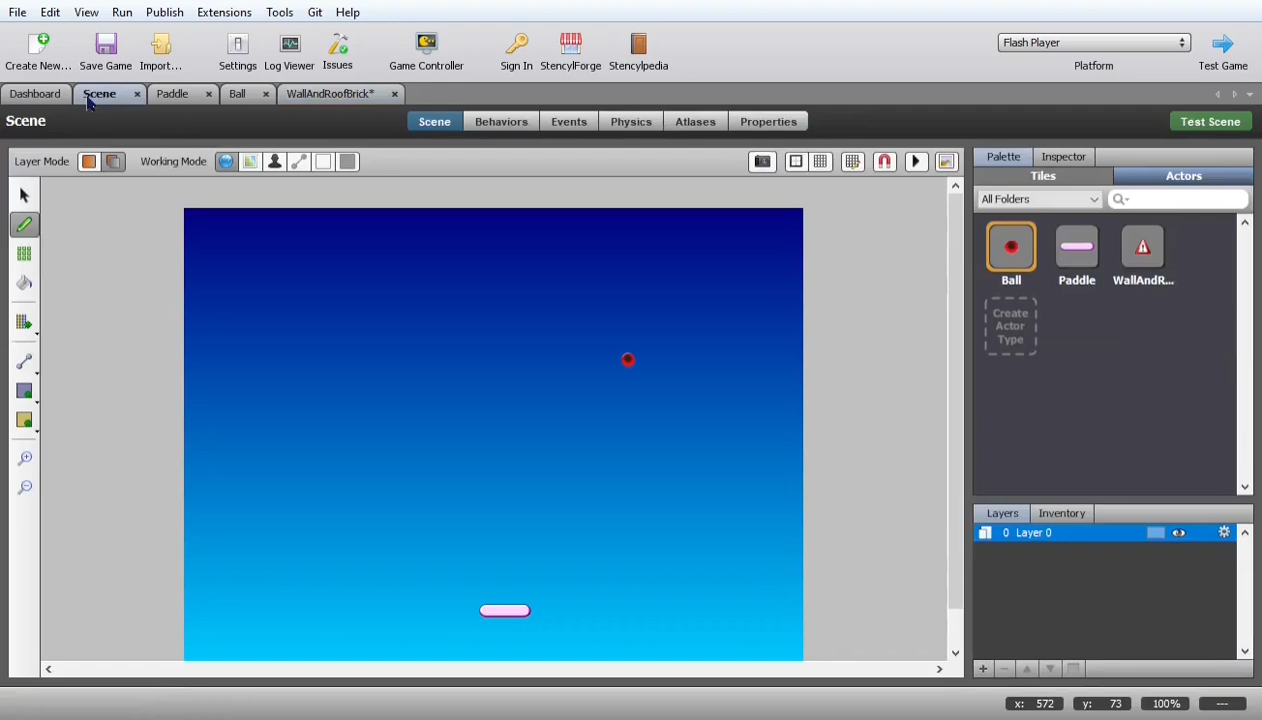 File Edit View Run Publish Extensions Tools Git Help
Create New... Save Game Import... Settings Log Viewer Issues Game Controller Sign In StencylForge Stencylpedia Flash Player Platform Test Game
Dashboard Scene Paddle Ball WallAndRoofBrick*
Scene Scene Behaviors Events Physics Atlases Properties Test Scene
Layer Mode Working Mode Palette Inspector
Tiles Actors
All Folders
Ball Paddle WallAndR...
Create
Actor
Type
Layers Inventory
0 Layer 0
x: 572 y: 73 100% ---